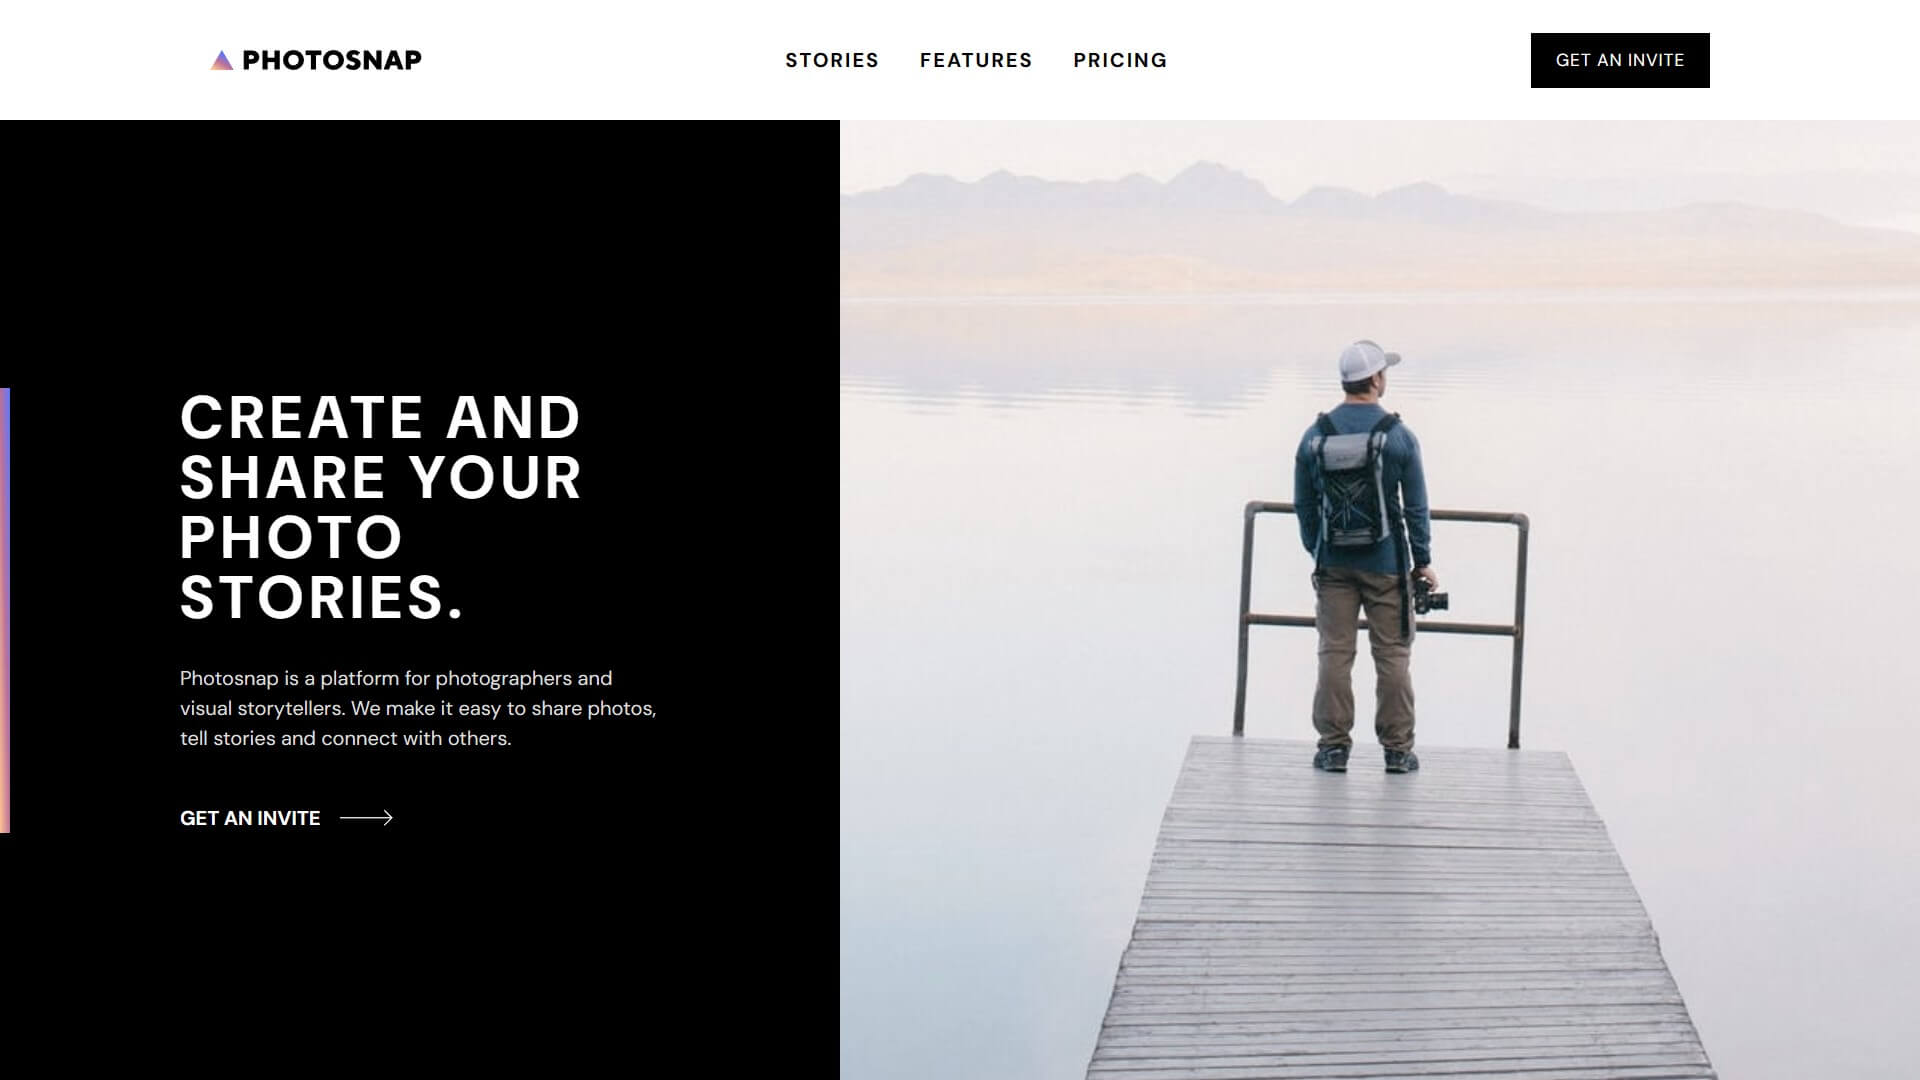 PHOTOSNAP
STORIES
FEATURES
PRICING
GET AN INVITE
CREATE AND
SHARE YOUR
PHOTO
STORIES.
Photosnap is a platform for photographers and
visual storytellers. We make it easy to share photos,
tell stories and connect with others.
GET AN INVITE